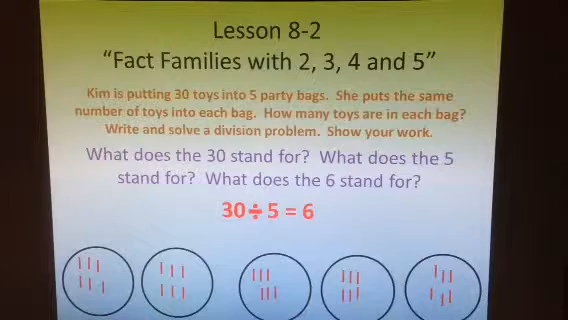 Lesson 8-2
“Fact Families with 2, 3, 4 and 5”
Kim is putting 30 toys into 5 party bags. She puts the same
number of toys into each bag. How many toys are in each bag?
Write and solve a division problem. Show your work.
What does the 30 stand for? What does the 5
stand for? What does the 6 stand for?
30÷5 = 6